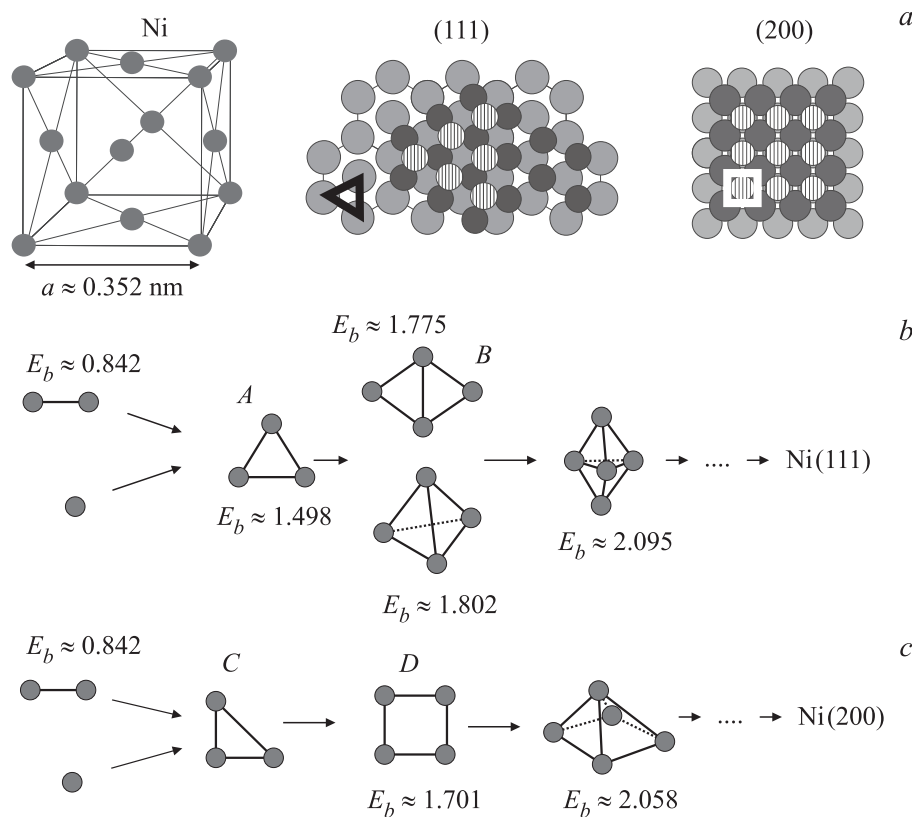 a
Ni
(111)
(200)
a ≈ 0.352 nm
b
E_b ≈ 1.775
E_b ≈ 0.842
B
A
Ni(111)
....
E_b ≈ 1.498
E_b ≈ 2.095
E_b ≈ 1.802
c
E_b ≈ 0.842
C
D
.... Ni(200)
E_b ≈ 1.701
E_b ≈ 2.058